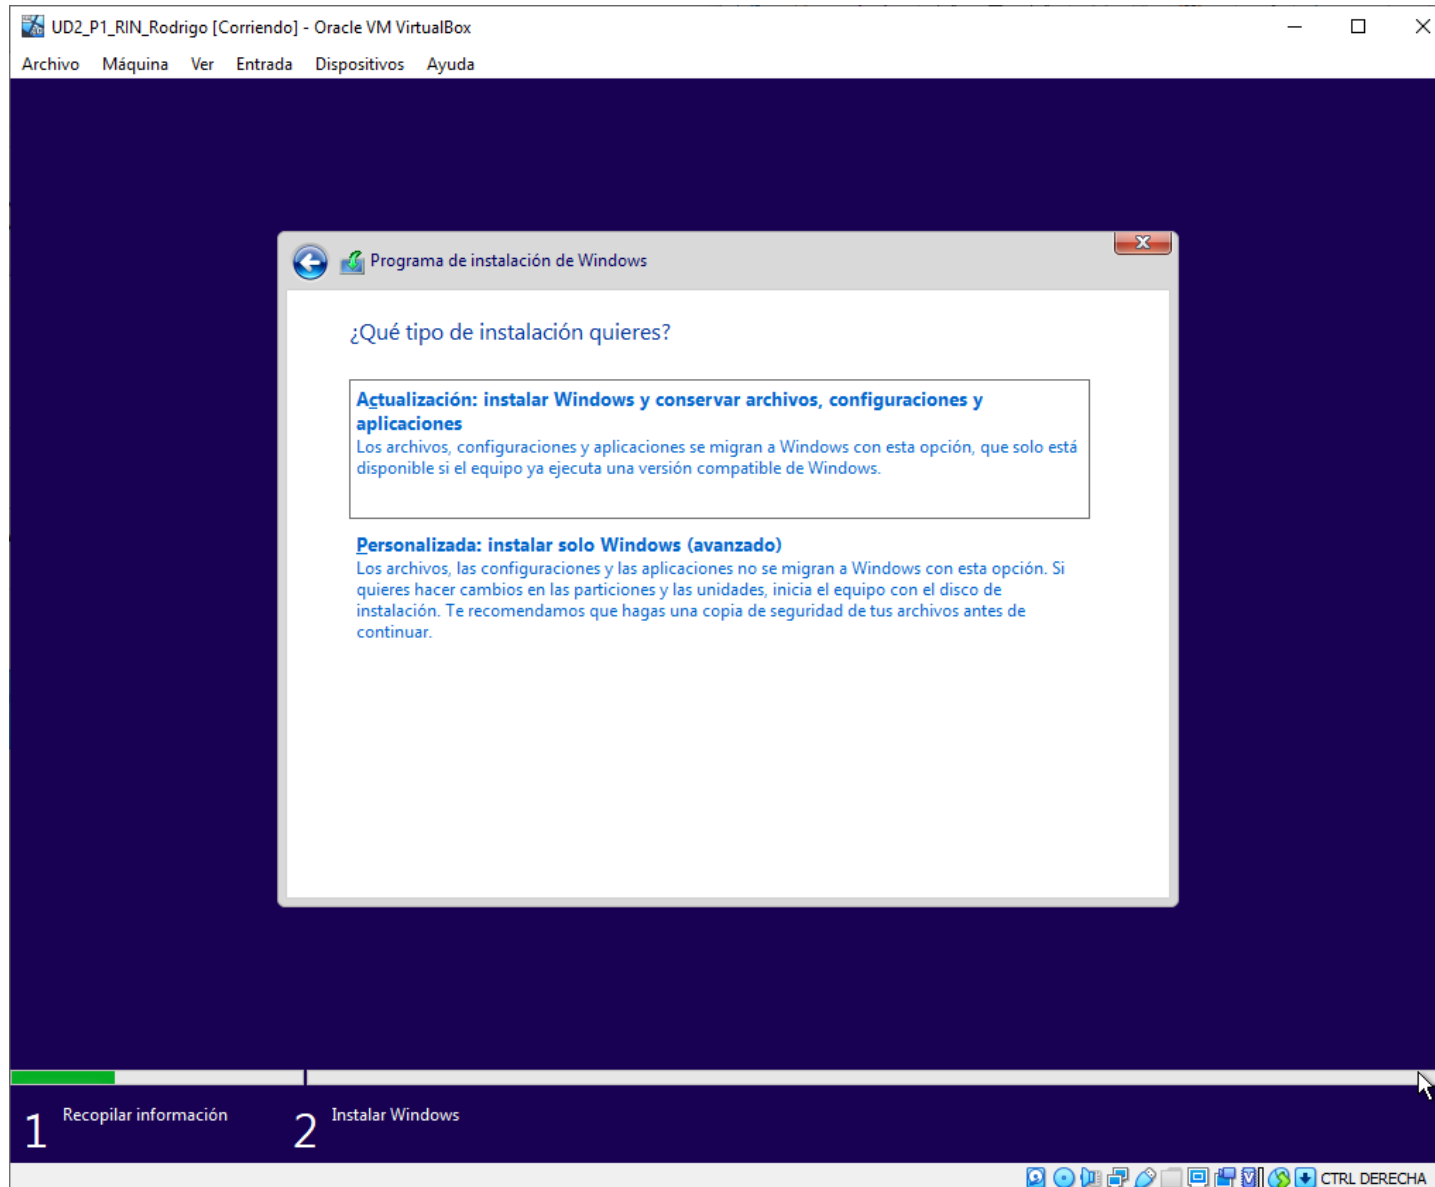 UD2_P1_RIN_Rodrigo [Corriendo] - Oracle VM VirtualBox
Archivo Máquina Ver Entrada Dispositivos Ayuda
Programa de instalación de Windows
¿Qué tipo de instalación quieres?
Actualización: instalar Windows y conservar archivos, configuraciones y
aplicaciones
Los archivos, configuraciones y aplicaciones se migran a Windows con esta opción, que solo está
disponible si el equipo ya ejecuta una versión compatible de Windows.
Personalizada: instalar solo Windows (avanzado)
Los archivos, las configuraciones y las aplicaciones no se migran a Windows con esta opción. Si
quieres hacer cambios en las particiones y las unidades, inicia el equipo con el disco de
instalación. Te recomendamos que hagas una copia de seguridad de tus archivos antes de
continuar.
1 Recopilar información 2 Instalar Windows
CTRL DERECHA